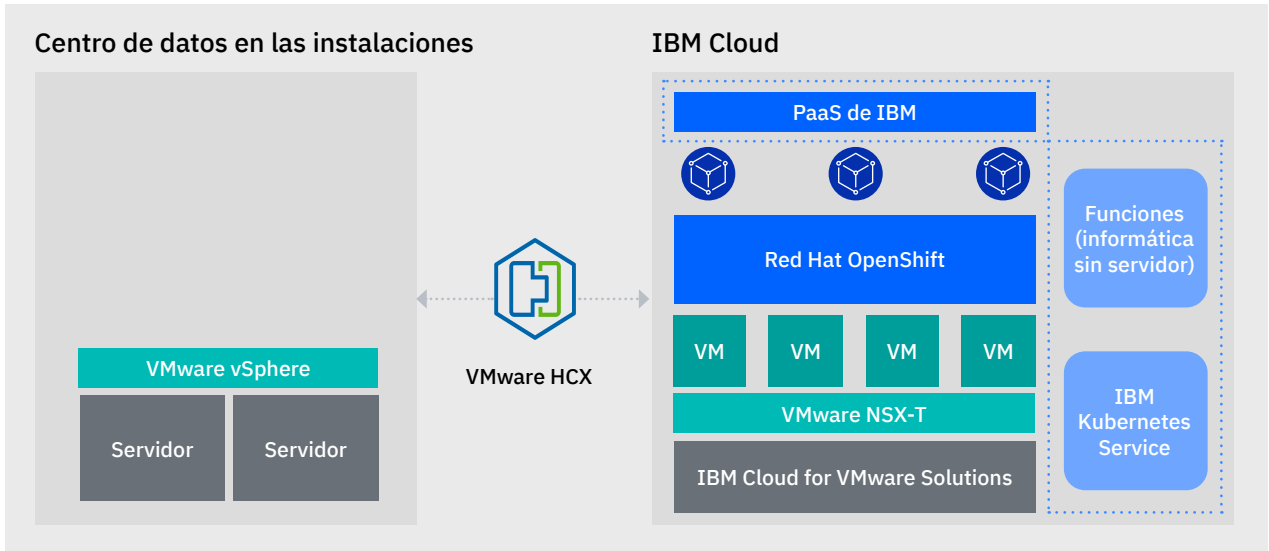 Centro de datos en las instalaciones
VMware vSphere
Servidor
Servidor
VMware HCX
IBM Cloud
PaaS de IBM
Red Hat OpenShift
VM
VM
VM
VM
VMware NSX-T
IBM Cloud for VMware Solutions
Funciones
(informática
sin servidor)
IBM
Kubernetes
Service